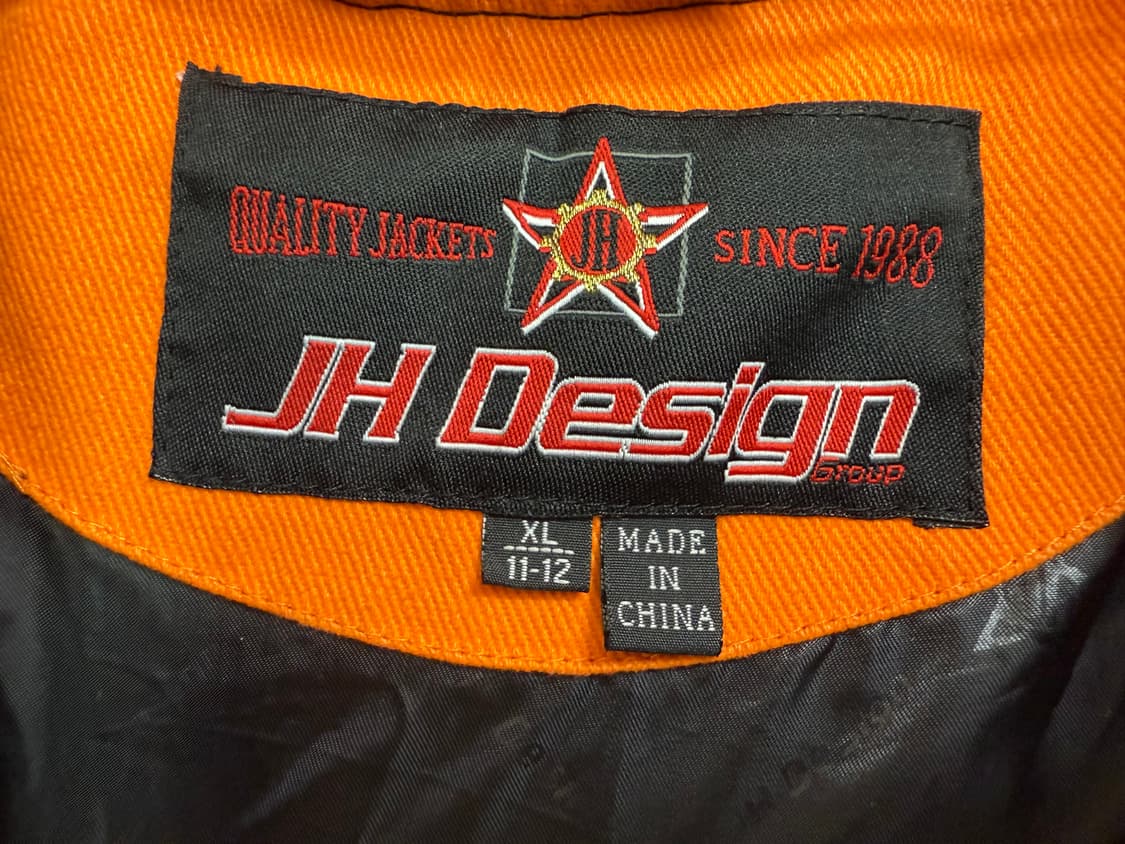 QUALITY JACKETS
JH
SINCE 1988
JH Design
Group
XL
11-12
MADE
IN
CHINA